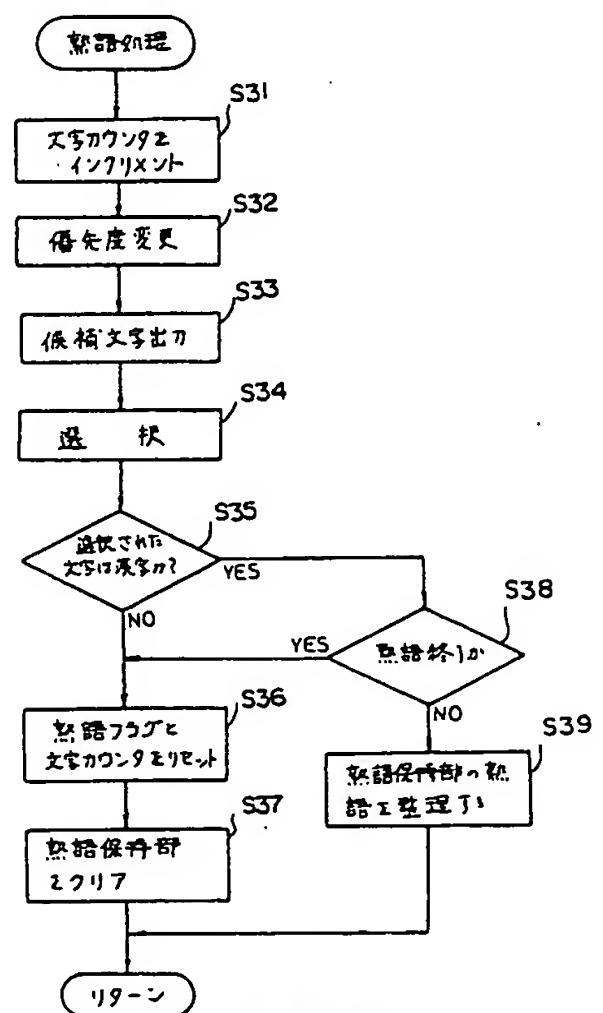 熟語処理
S31
文字カウンタを
インクリメント
S32
優先度変更
S33
候補文字出力
S34
選 択
S35
選択された
文字は漢字か?
YES
NO
S38
熟語終りか
YES
NO
S36
熟語フラグと
文字カウンタをリセット
S39
熟語保持部の熟
語を整理する
S37
熟語保持部
をクリア
リターン